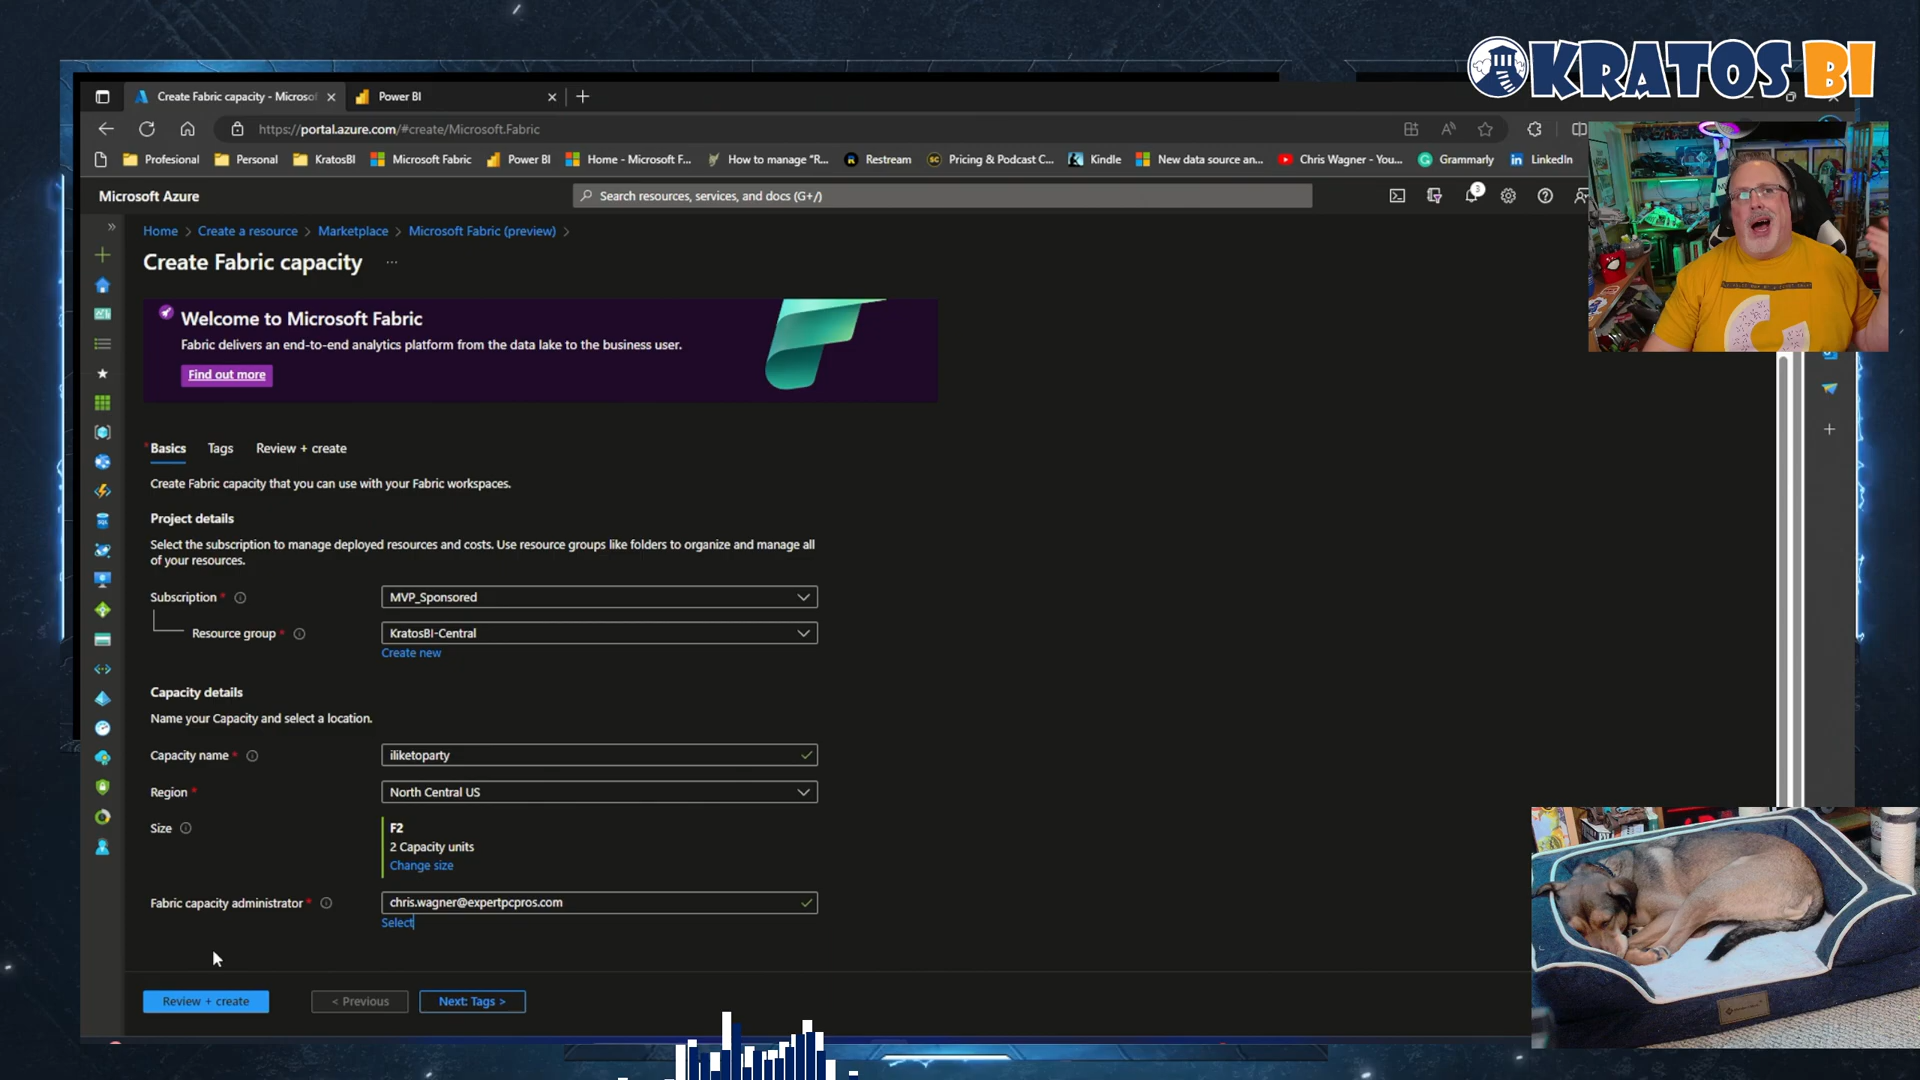 KRATOS BI
Create Fabric capacity - Microsof
Power BI
https://portal.azure.com/#create/Microsoft.Fabric
Profesional
Personal
KratosBI
Microsoft Fabric
Power BI
Home - Microsoft F...
How to manage "R...
Restream
Pricing & Podcast C...
Kindle
New data source an...
Chris Wagner - You...
Grammarly
LinkedIn
Microsoft Azure
Search resources, services, and docs (G+/)
3
Home > Create a resource > Marketplace > Microsoft Fabric (preview) >
Create Fabric capacity ...
Welcome to Microsoft Fabric
Fabric delivers an end-to-end analytics platform from the data lake to the business user.
Find out more
* Basics
Tags
Review + create
Create Fabric capacity that you can use with your Fabric workspaces.
Project details
Select the subscription to manage deployed resources and costs. Use resource groups like folders to organize and manage all
of your resources.
Subscription *
MVP_Sponsored
Resource group *
KratosBI-Central
Create new
Capacity details
Name your Capacity and select a location.
Capacity name *
iliketoparty
Region *
North Central US
Size
F2
2 Capacity units
Change size
Fabric capacity administrator *
chris.wagner@expertpcpros.com
Select
Review + create
< Previous
Next: Tags >